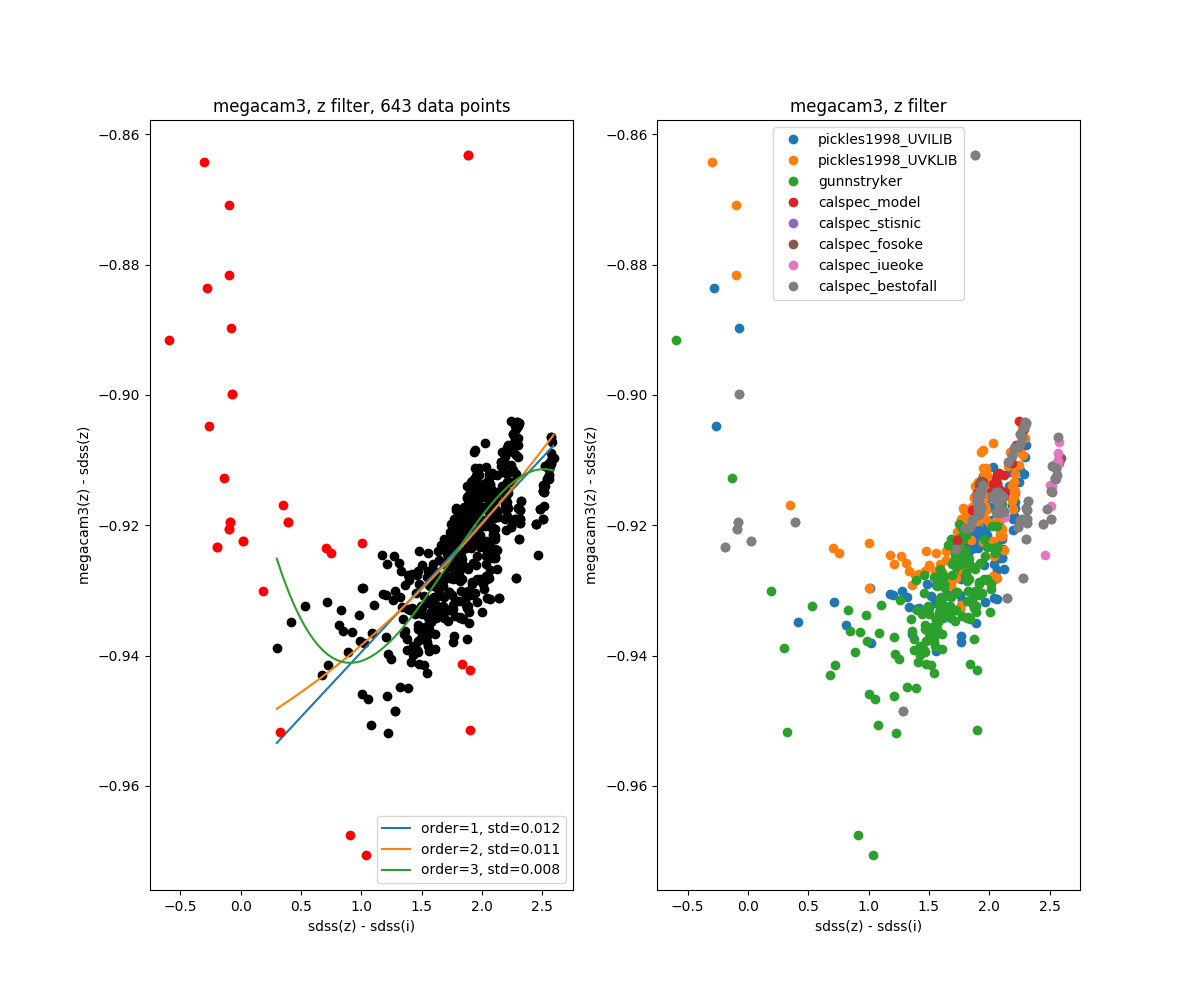 megacam3, z filter, 643 data points
megacam3(z) - sdss(z)
−0.86
−0.88
−0.90
−0.92
−0.94
−0.96
order=1, std=0.012
order=2, std=0.011
order=3, std=0.008
−0.5
0.0
0.5
1.0
1.5
2.0
2.5
sdss(z) - sdss(i)
megacam3, z filter
megacam3(z) - sdss(z)
−0.86
−0.88
−0.90
−0.92
−0.94
−0.96
pickles1998_UVILIB
pickles1998_UVKLIB
gunnstryker
calspec_model
calspec_stisnic
calspec_fosoke
calspec_iueoke
calspec_bestofall
−0.5
0.0
0.5
1.0
1.5
2.0
2.5
sdss(z) - sdss(i)